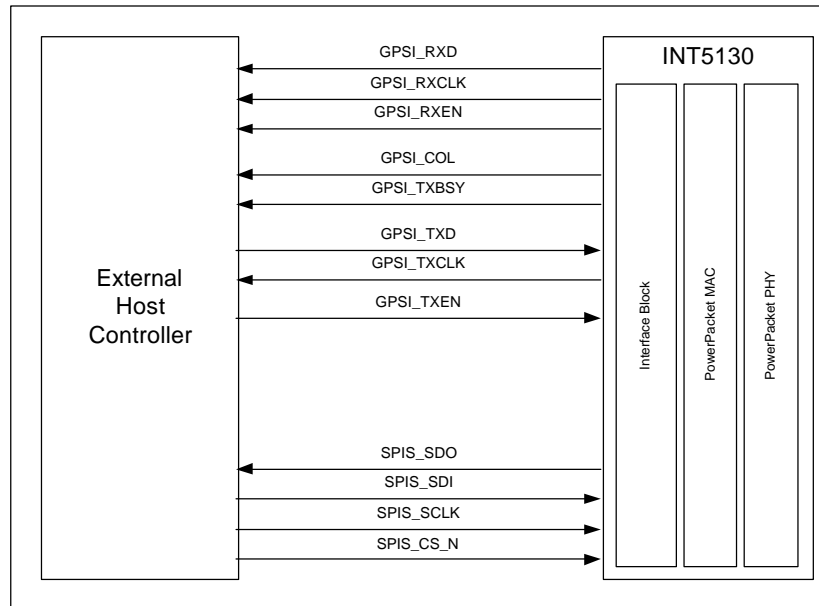 GPSI_RXD
GPSI_RXCLK
GPSI_RXEN
GPSI_COL
GPSI_TXBSY
GPSI_TXD
GPSI_TXCLK
GPSI_TXEN
SPIS_SDO
SPIS_SDI
SPIS_SCLK
SPIS_CS_N
External
Host
Controller
INT5130
Interface Block
PowerPacket MAC
PowerPacket PHY